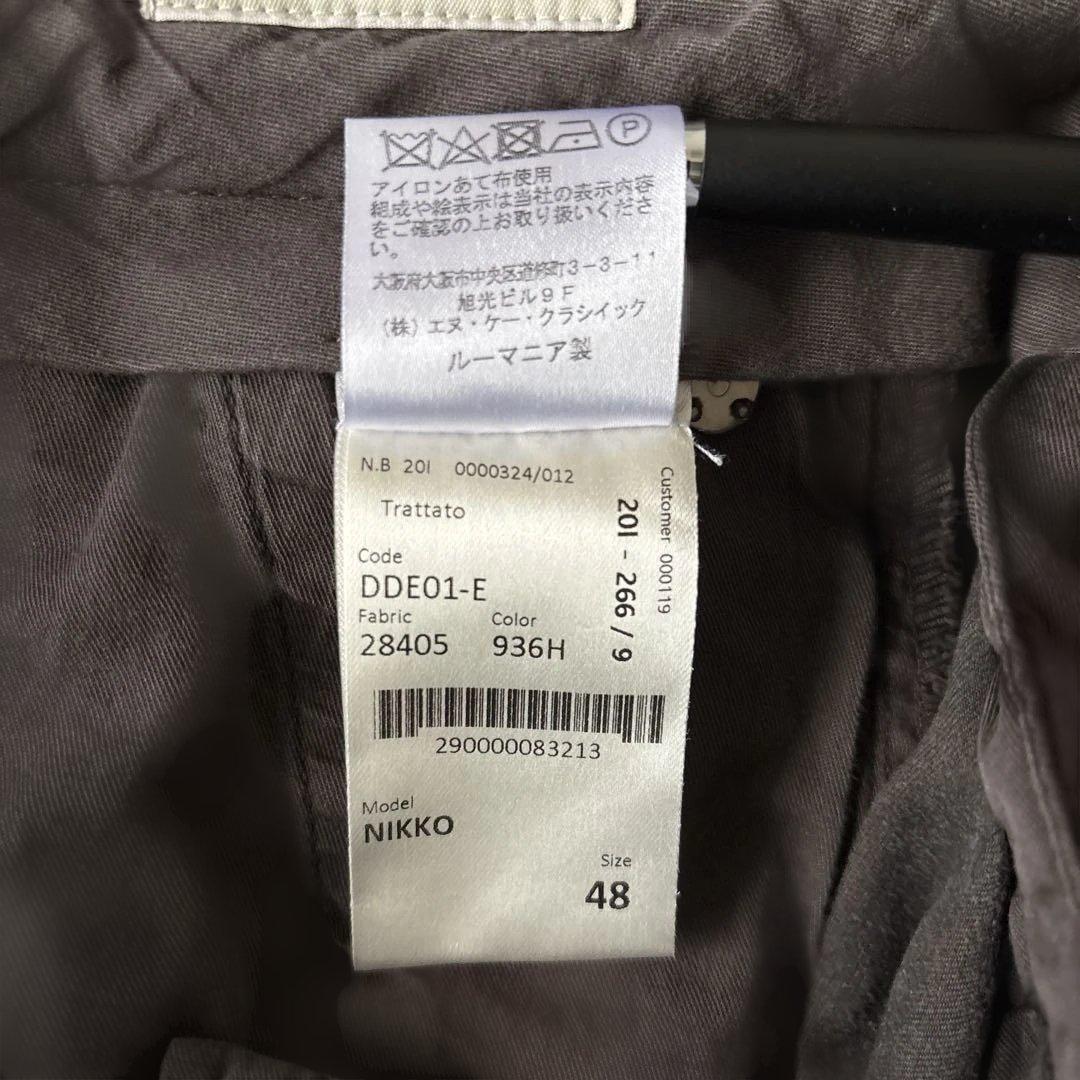 P
アイロンあて布使用
組成や絵表示は当社の表示内容
をご確認の上お取り扱いくださ
い。
大阪府大阪市中央区道修町3-3-11
旭光ビル9F
(株)エヌ・ケー・クラシイック
ルーマニア製
N.B 20I 0000324/012
Trattato
Customer 000119
20I - 266 / 9
Code
DDE01-E
Fabric
Color
28405
936H
290000083213
Model
NIKKO
Size
48